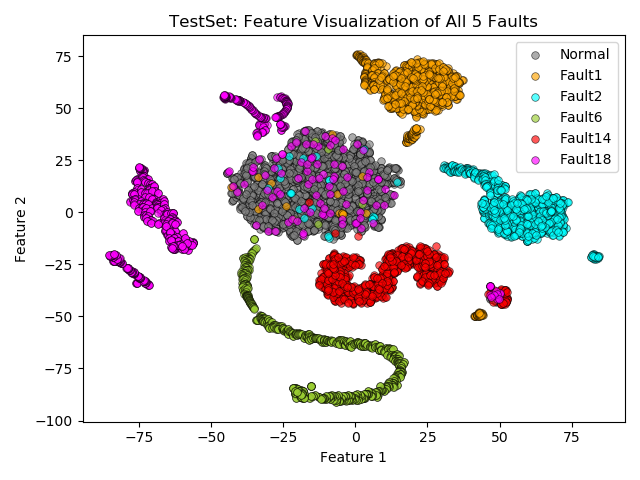 TestSet: Feature Visualization of All 5 Faults
75
50
25
0
−25
−50
−75
−100
Feature 2
Normal
Fault1
Fault2
Fault6
Fault14
Fault18
−75 −50 −25 0 25 50 75
Feature 1